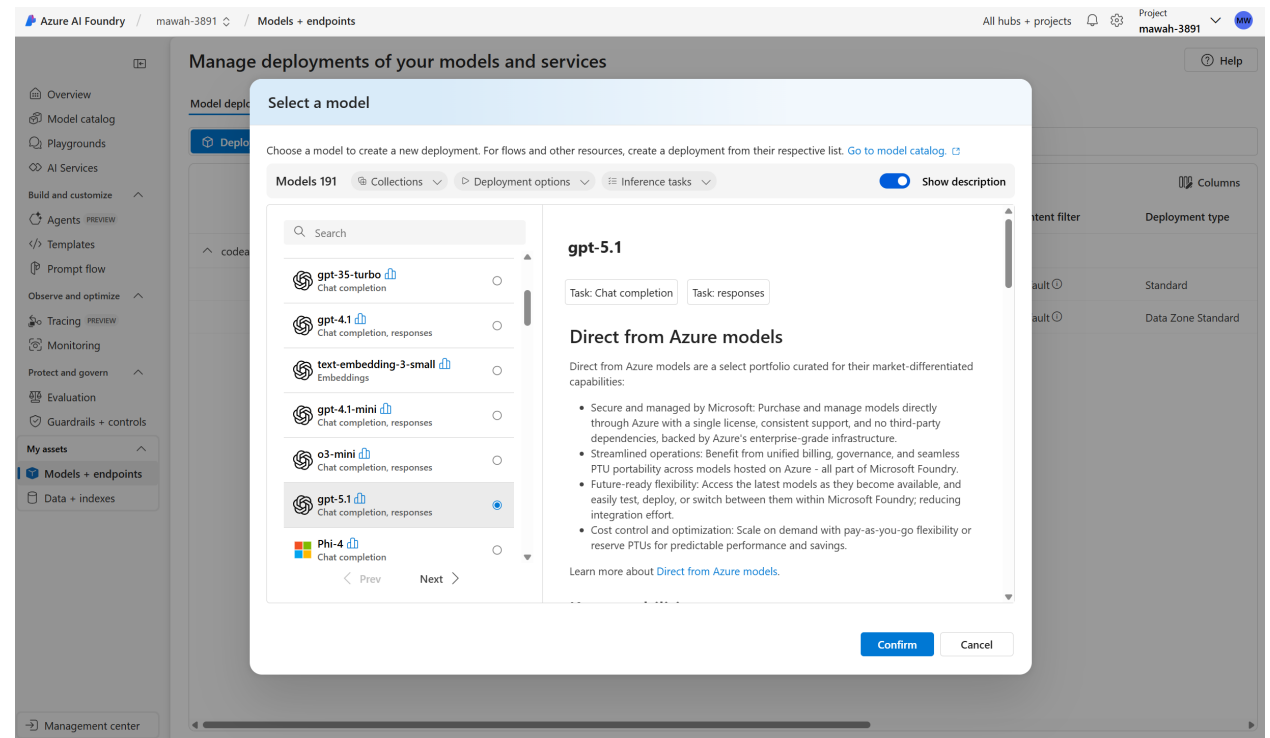 Azure AI Foundry / mawah-3891 / Models + endpoints
All hubs + projects
Project
mawah-3891
MW
Overview
Model catalog
Playgrounds
AI Services
Build and customize
Agents PREVIEW
Templates
Prompt flow
Observe and optimize
Tracing PREVIEW
Monitoring
Protect and govern
Evaluation
Guardrails + controls
My assets
Models + endpoints
Data + indexes
Management center
Manage deployments of your models and services
Help
Model deplo
Deplo
Columns
ntent filter
Deployment type
codea
ault
Standard
ault
Data Zone Standard
Select a model
Choose a model to create a new deployment. For flows and other resources, create a deployment from their respective list. Go to model catalog.
Models 191
Collections
Deployment options
Inference tasks
Show description
Search
gpt-35-turbo
Chat completion
gpt-4.1
Chat completion, responses
text-embedding-3-small
Embeddings
gpt-4.1-mini
Chat completion, responses
o3-mini
Chat completion, responses
gpt-5.1
Chat completion, responses
Phi-4
Chat completion
Prev
Next
gpt-5.1
Task: Chat completion
Task: responses
Direct from Azure models
Direct from Azure models are a select portfolio curated for their market-differentiated
capabilities:
• Secure and managed by Microsoft: Purchase and manage models directly
through Azure with a single license, consistent support, and no third-party
dependencies, backed by Azure's enterprise-grade infrastructure.
• Streamlined operations: Benefit from unified billing, governance, and seamless
PTU portability across models hosted on Azure - all part of Microsoft Foundry.
• Future-ready flexibility: Access the latest models as they become available, and
easily test, deploy, or switch between them within Microsoft Foundry; reducing
integration effort.
• Cost control and optimization: Scale on demand with pay-as-you-go flexibility or
reserve PTUs for predictable performance and savings.
Learn more about Direct from Azure models.
Confirm
Cancel